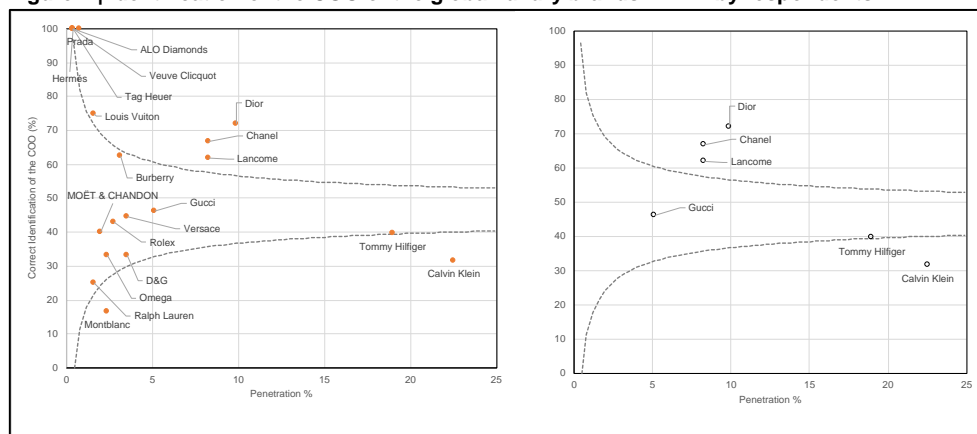 100
90
80
70
60
50
40
30
20
10
0
Correct Identification of the COO (%)
Prada
ALO Diamonds
Hermès
Veuve Clicquot
Tag Heuer
Louis Vuiton
Dior
Chanel
Lancome
Burberry
MOËT & CHANDON
Gucci
Versace
Rolex
Tommy Hilfiger
Calvin Klein
D&G
Omega
Ralph Lauren
Montblanc
0 5 10 15 20 25
Penetration %
100
90
80
70
60
50
40
30
20
10
0
Dior
Chanel
Lancome
Gucci
Tommy Hilfiger
Calvin Klein
0 5 10 15 20 25
Penetration %